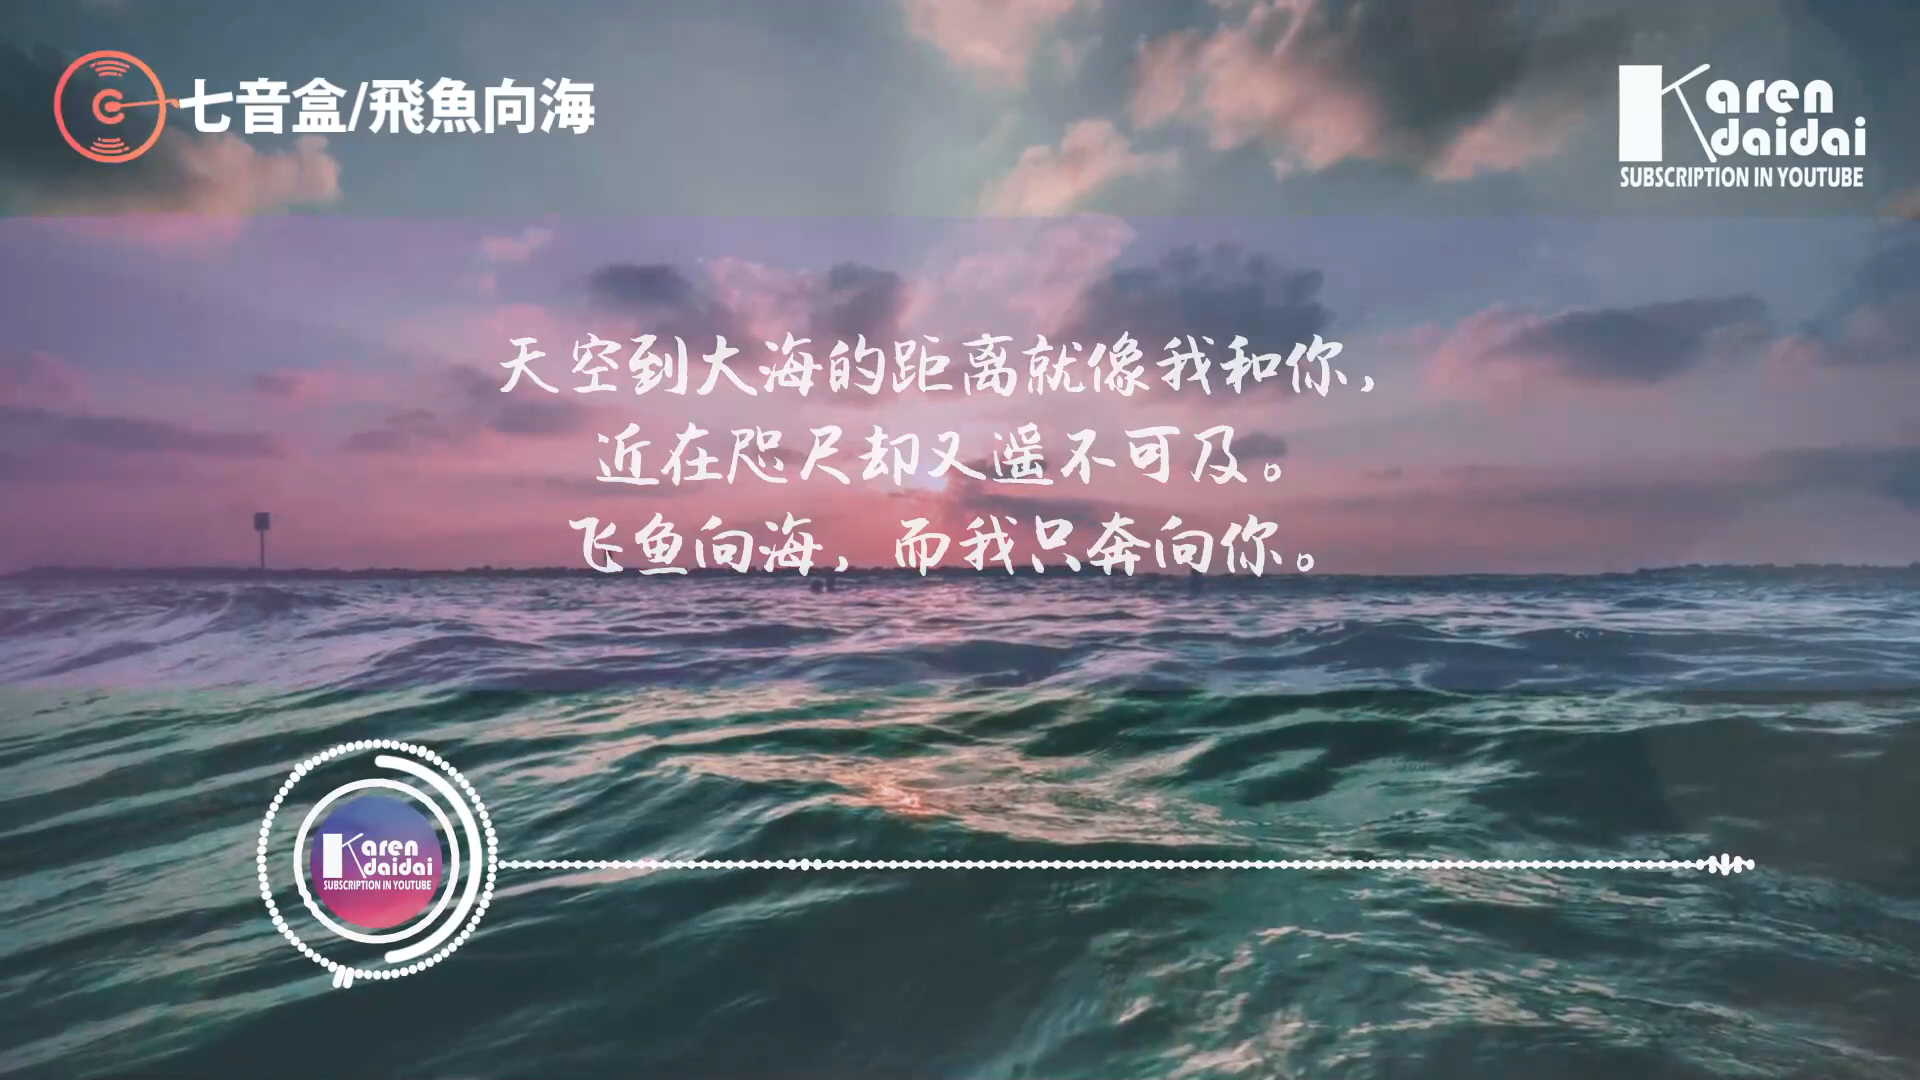 七音盒/飛魚向海
Karen
daidai
SUBSCRIPTION IN YOUTUBE
天空到大海的距离就像我和你,
近在咫尺却又遥不可及。
飞鱼向海,而我只奔向你。
Karen
daidai
SUBSCRIPTION IN YOUTUBE